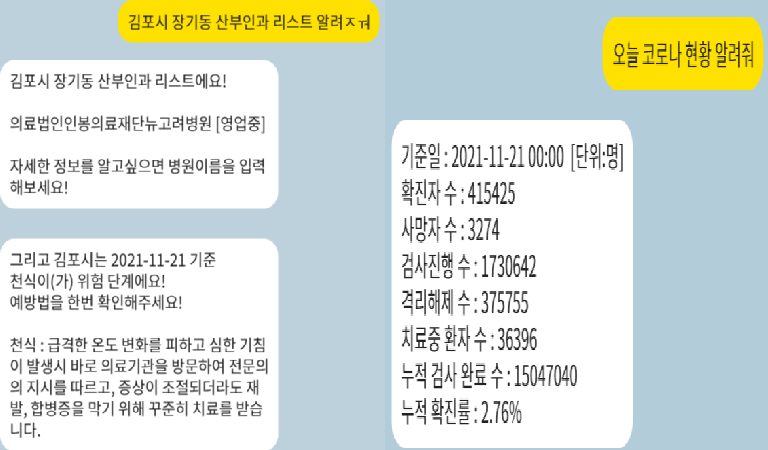 김포시 장기동 산부인과 리스트 알려ㅈㅝ
김포시 장기동 산부인과 리스트에요!
의료법인인봉의료재단뉴고려병원 [영업중]
자세한 정보를 알고싶으면 병원이름을 입력
해보세요!
그리고 김포시는 2021-11-21 기준
천식이(가) 위험 단계에요!
예방법을 한번 확인해주세요!
천식 : 급격한 온도 변화를 피하고 심한 기침
이 발생시 바로 의료기관을 방문하여 전문의
의 지시를 따르고, 증상이 조절되더라도 재
발, 합병증을 막기 위해 꾸준히 치료를 받습
니다.
오늘 코로나 현황 알려줘
기준일 : 2021-11-21 00:00 [단위:명]
확진자 수 : 415425
사망자 수 : 3274
검사진행 수 : 1730642
격리해제 수 : 375755
치료중 환자 수 : 36396
누적 검사 완료 수 : 15047040
누적 확진률 : 2.76%